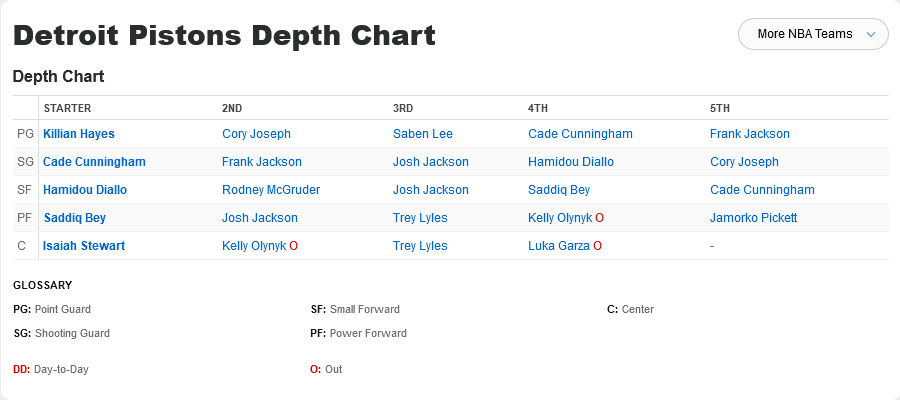 Detroit Pistons Depth Chart
More NBA Teams
Depth Chart
STARTER 2ND 3RD 4TH 5TH
PG Killian Hayes Cory Joseph Saben Lee Cade Cunningham Frank Jackson
SG Cade Cunningham Frank Jackson Josh Jackson Hamidou Diallo Cory Joseph
SF Hamidou Diallo Rodney McGruder Josh Jackson Saddiq Bey Cade Cunningham
PF Saddiq Bey Josh Jackson Trey Lyles Kelly Olynyk O Jamorko Pickett
C Isaiah Stewart Kelly Olynyk O Trey Lyles Luka Garza O -
GLOSSARY
PG: Point Guard SF: Small Forward C: Center
SG: Shooting Guard PF: Power Forward
DD: Day-to-Day O: Out